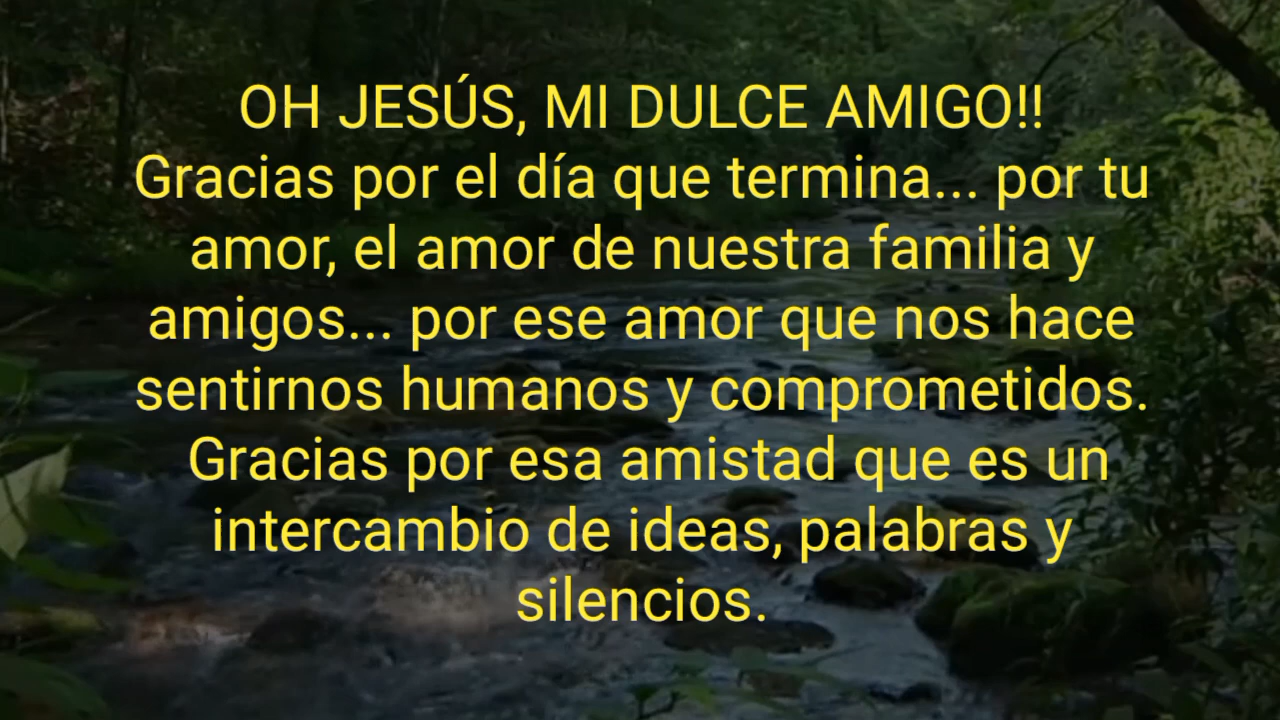 OH JESÚS, MI DULCE AMIGO!!
Gracias por el día que termina... por tu
amor, el amor de nuestra familia y
amigos... por ese amor que nos hace
sentirnos humanos y comprometidos.
Gracias por esa amistad que es un
intercambio de ideas, palabras y
silencios.